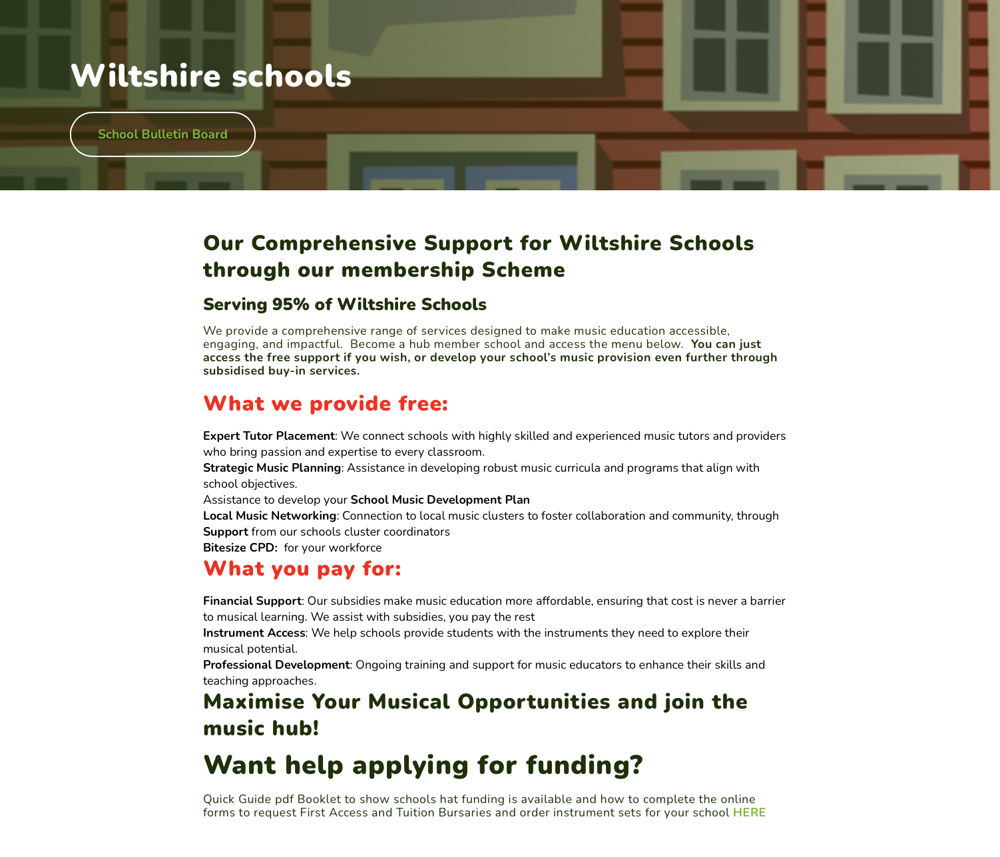 Wiltshire schools
School Bulletin Board
Our Comprehensive Support for Wiltshire Schools
through our membership Scheme
Serving 95% of Wiltshire Schools
We provide a comprehensive range of services designed to make music education accessible,
engaging, and impactful.  Become a hub member school and access the menu below.  You can just
access the free support if you wish, or develop your school’s music provision even further through
subsidised buy-in services.
What we provide free:
Expert Tutor Placement: We connect schools with highly skilled and experienced music tutors and providers
who bring passion and expertise to every classroom.
Strategic Music Planning: Assistance in developing robust music curricula and programs that align with
school objectives.
Assistance to develop your School Music Development Plan
Local Music Networking: Connection to local music clusters to foster collaboration and community, through
Support from our schools cluster coordinators
Bitesize CPD:  for your workforce
What you pay for:
Financial Support: Our subsidies make music education more affordable, ensuring that cost is never a barrier
to musical learning. We assist with subsidies, you pay the rest
Instrument Access: We help schools provide students with the instruments they need to explore their
musical potential.
Professional Development: Ongoing training and support for music educators to enhance their skills and
teaching approaches.
Maximise Your Musical Opportunities and join the
music hub!
Want help applying for funding?
Quick Guide pdf Booklet to show schools hat funding is available and how to complete the online
forms to request First Access and Tuition Bursaries and order instrument sets for your school HERE